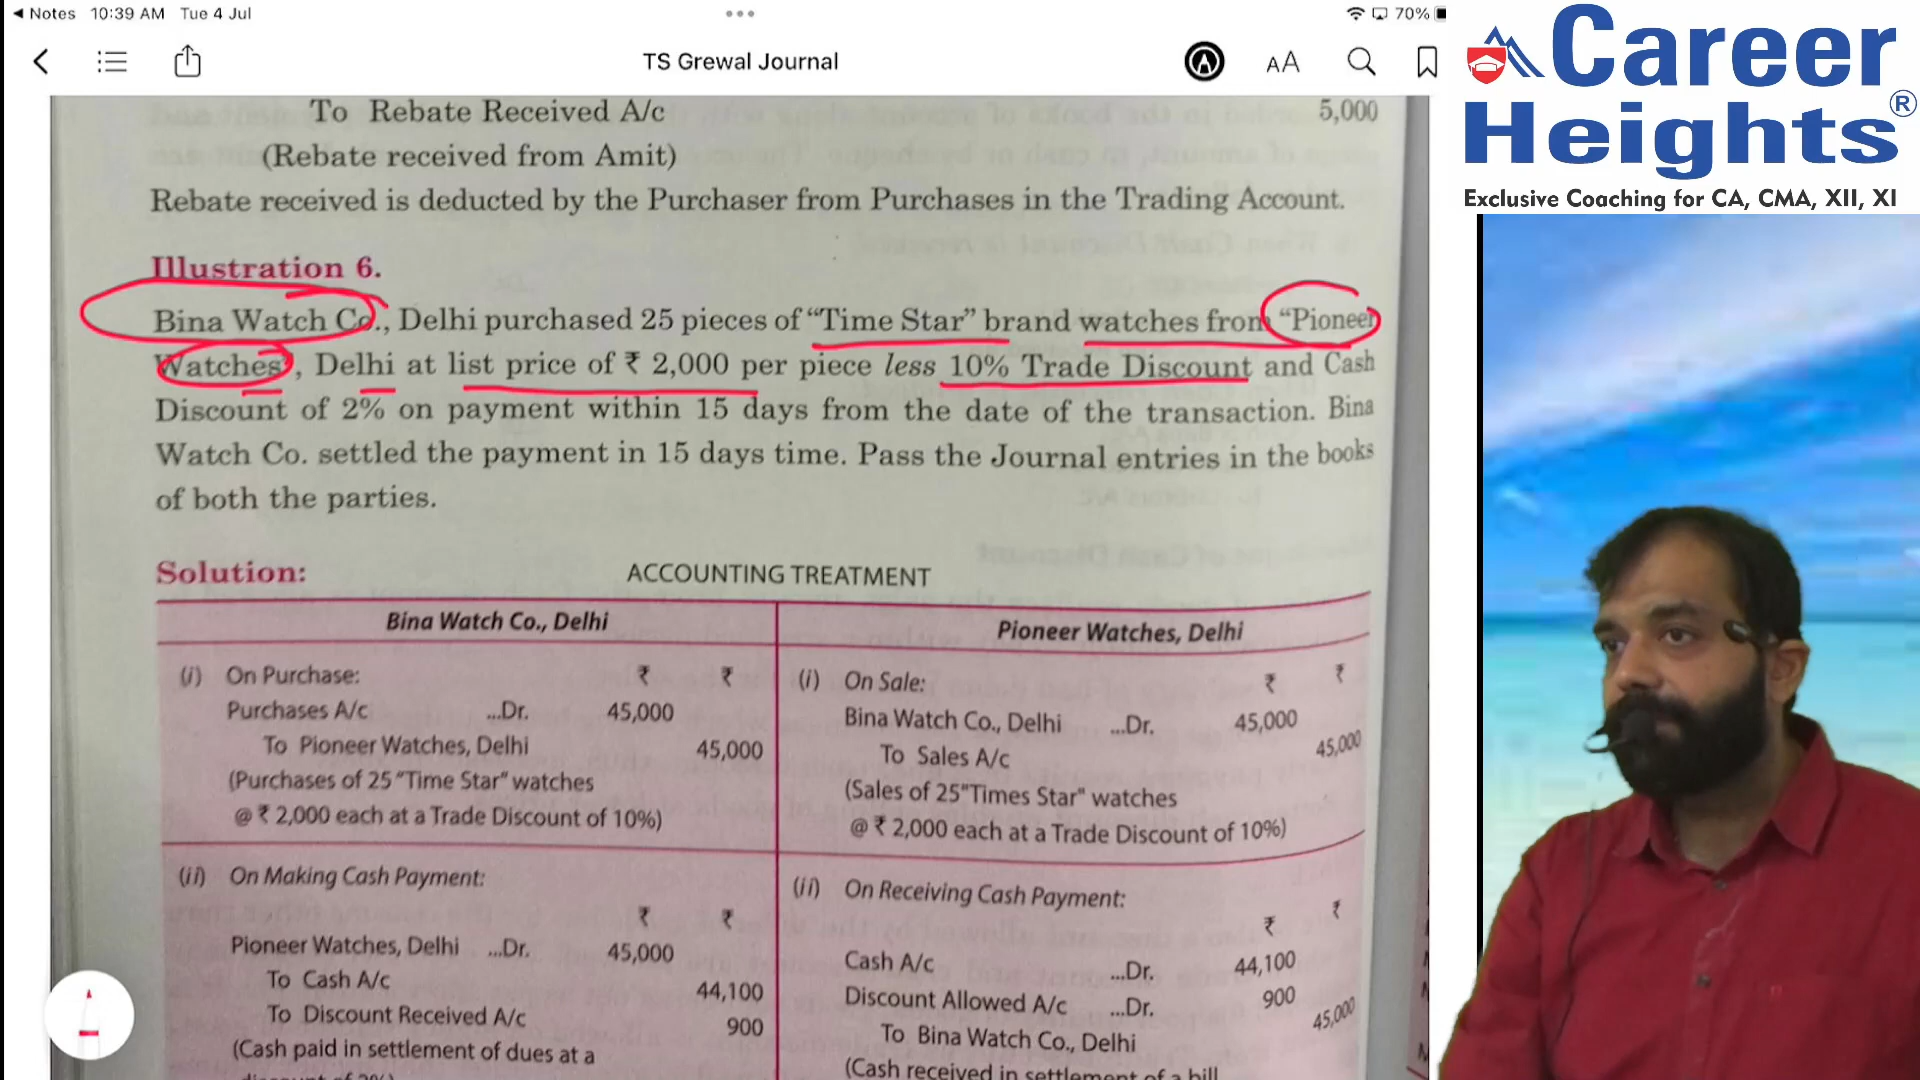 Notes 10:39 AM Tue 4 Jul
70%
TS Grewal Journal
AA
Career
Heights®
Exclusive Coaching for CA, CMA, XII, XI
To Rebate Received A/c 5,000
(Rebate received from Amit)
Rebate received is deducted by the Purchaser from Purchases in the Trading Account.
Illustration 6.
Bina Watch Co., Delhi purchased 25 pieces of "Time Star" brand watches from "Pioneer
Watches", Delhi at list price of ₹ 2,000 per piece less 10% Trade Discount and Cash
Discount of 2% on payment within 15 days from the date of the transaction. Bina
Watch Co. settled the payment in 15 days time. Pass the Journal entries in the books
of both the parties.
Solution: ACCOUNTING TREATMENT
Bina Watch Co., Delhi
(i) On Purchase: ₹ ₹
Purchases A/c ...Dr. 45,000
To Pioneer Watches, Delhi 45,000
(Purchases of 25 "Time Star" watches
@ ₹ 2,000 each at a Trade Discount of 10%)
(ii) On Making Cash Payment:
₹ ₹
Pioneer Watches, Delhi ...Dr. 45,000
To Cash A/c 44,100
To Discount Received A/c 900
(Cash paid in settlement of dues at a
Pioneer Watches, Delhi
(i) On Sale: ₹ ₹
Bina Watch Co., Delhi ...Dr. 45,000
To Sales A/c 45,000
(Sales of 25"Times Star" watches
@ ₹ 2,000 each at a Trade Discount of 10%)
(ii) On Receiving Cash Payment:
₹ ₹
Cash A/c ...Dr. 44,100
Discount Allowed A/c ...Dr. 900
To Bina Watch Co., Delhi 45,000
(Cash received in settlement of a bill